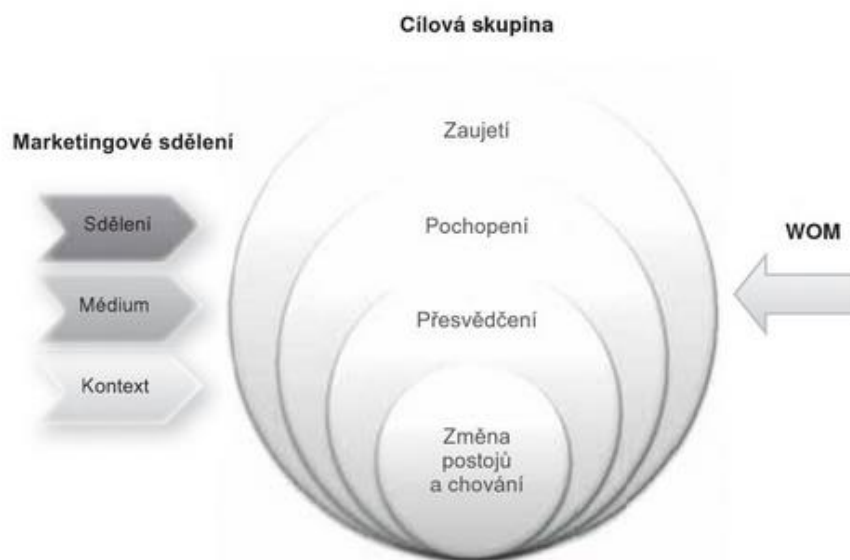 Cílová skupina
Marketingové sdělení
Sdělení
Médium
Kontext
Zaujetí
Pochopení
Přesvědčení
Změna
postojů
a chování
WOM